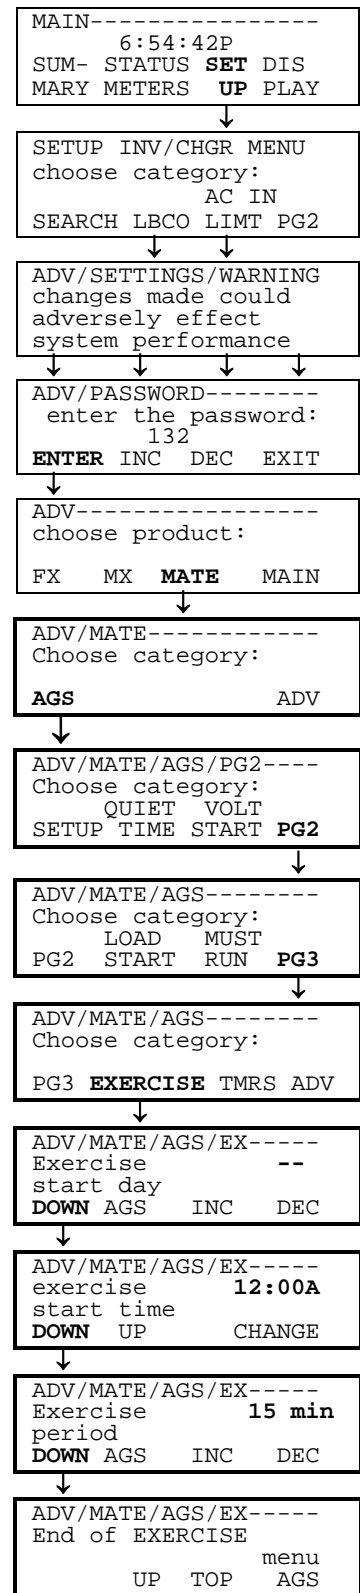 MAIN-----------------
6:54:42P
SUM- STATUS SET DIS
MARY METERS UP PLAY
SETUP INV/CHGR MENU
choose category:
AC IN
SEARCH LBCO LIMT PG2
ADV/SETTINGS/WARNING
changes made could
adversely effect
system performance
ADV/PASSWORD--------
enter the password:
132
ENTER INC DEC EXIT
ADV-----------------
choose product:
FX MX MATE MAIN
ADV/MATE------------
Choose category:
AGS ADV
ADV/MATE/AGS/PG2----
Choose category:
QUIET VOLT
SETUP TIME START PG2
ADV/MATE/AGS--------
Choose category:
LOAD MUST
PG2 START RUN PG3
ADV/MATE/AGS--------
Choose category:
PG3 EXERCISE TMRS ADV
ADV/MATE/AGS/EX-----
Exercise --
start day
DOWN AGS INC DEC
ADV/MATE/AGS/EX-----
exercise 12:00A
start time
DOWN UP CHANGE
ADV/MATE/AGS/EX-----
Exercise 15 min
period
DOWN AGS INC DEC
ADV/MATE/AGS/EX-----
End of EXERCISE
menu
UP TOP AGS